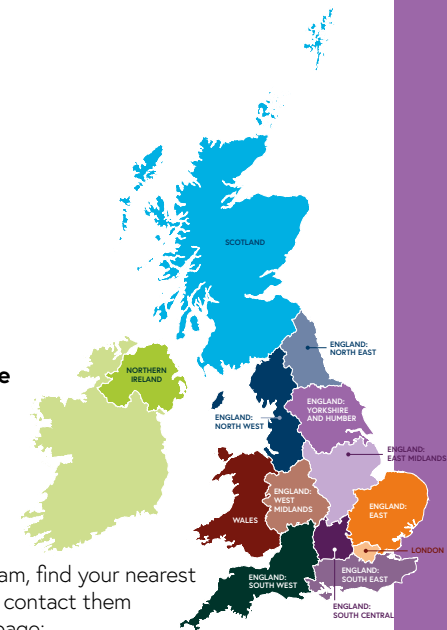 SCOTLAND
ENGLAND:
NORTH EAST
NORTHERN
IRELAND
e
ENGLAND:
YORKSHIRE
AND HUMBER
ENGLAND:
NORTH WEST
ENGLAND:
EAST MIDLANDS
ENGLAND:
WEST
MIDLANDS
ENGLAND:
EAST
WALES
LONDON
am, find your nearest
ENGLAND:
SOUTH EAST
ENGLAND:
SOUTH WEST
contact them
ENGLAND:
SOUTH CENTRAL
page: